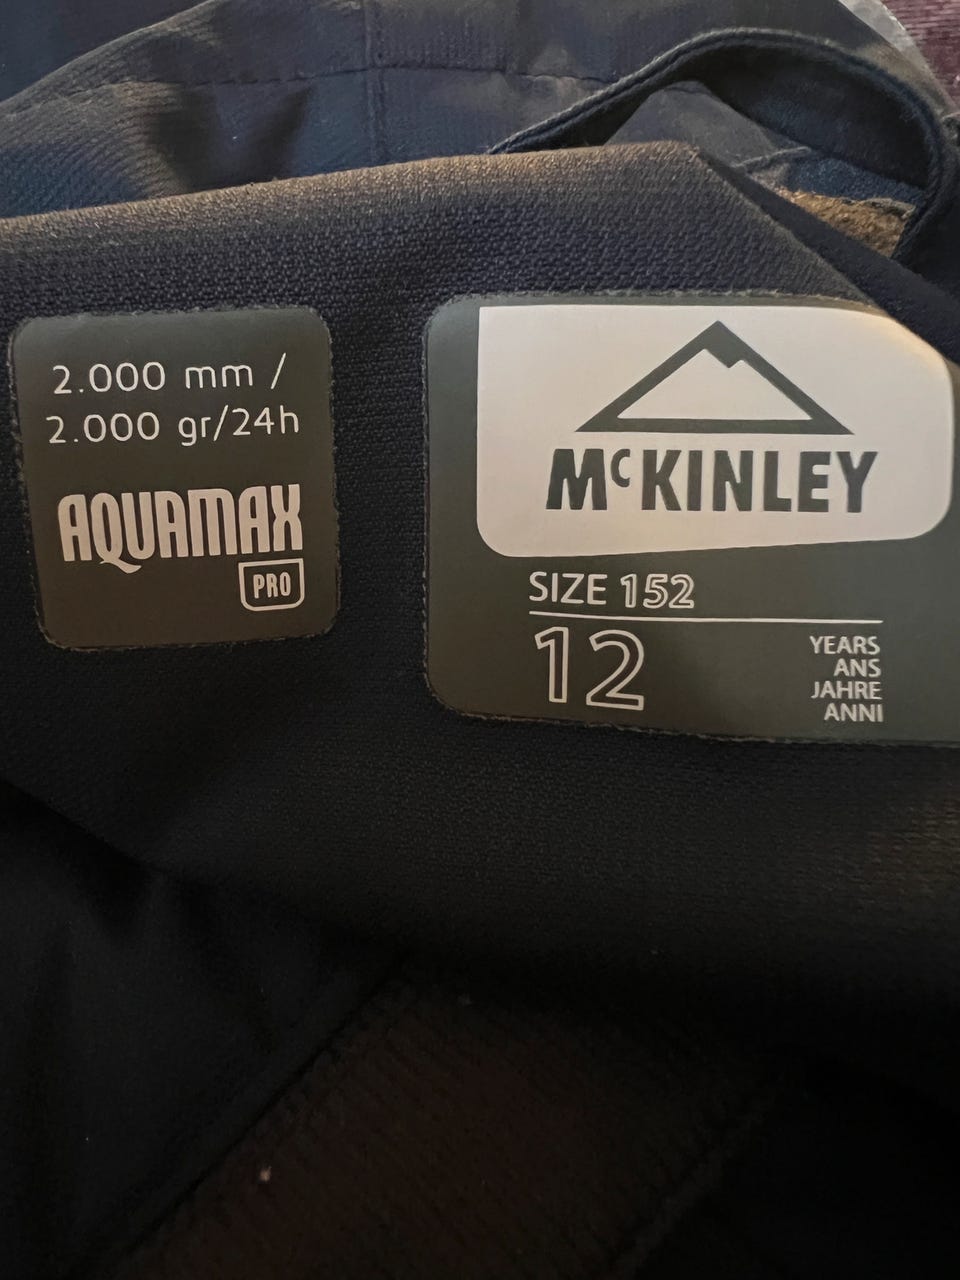 2.000 mm /
2.000 gr/24h
AQUAMAX
PRO
McKINLEY
SIZE 152
12
YEARS
ANS
JAHRE
ANNI